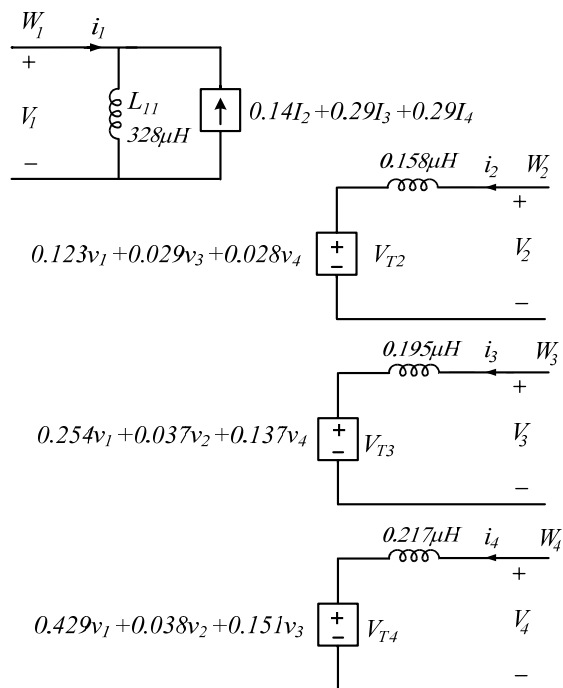 W1 i1
+
V1
−
L11
328μH
0.14I2+0.29I3+0.29I4
0.158μH i2 W2
+
0.123v1+0.029v3+0.028v4
+
−
VT2
V2
−
0.195μH i3 W3
+
0.254v1+0.037v2+0.137v4
+
−
VT3
V3
−
0.217μH i4 W4
+
0.429v1+0.038v2+0.151v3
+
−
VT4
V4
−